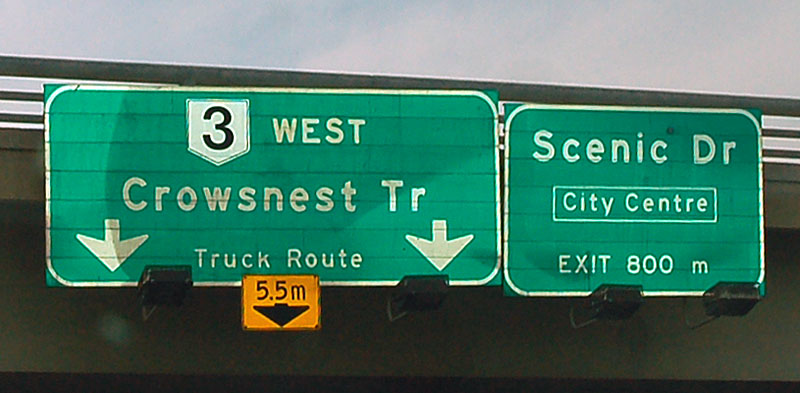 3 WEST
Crowsnest Tr
Truck Route
5.5m
Scenic Dr
City Centre
EXIT 800 m